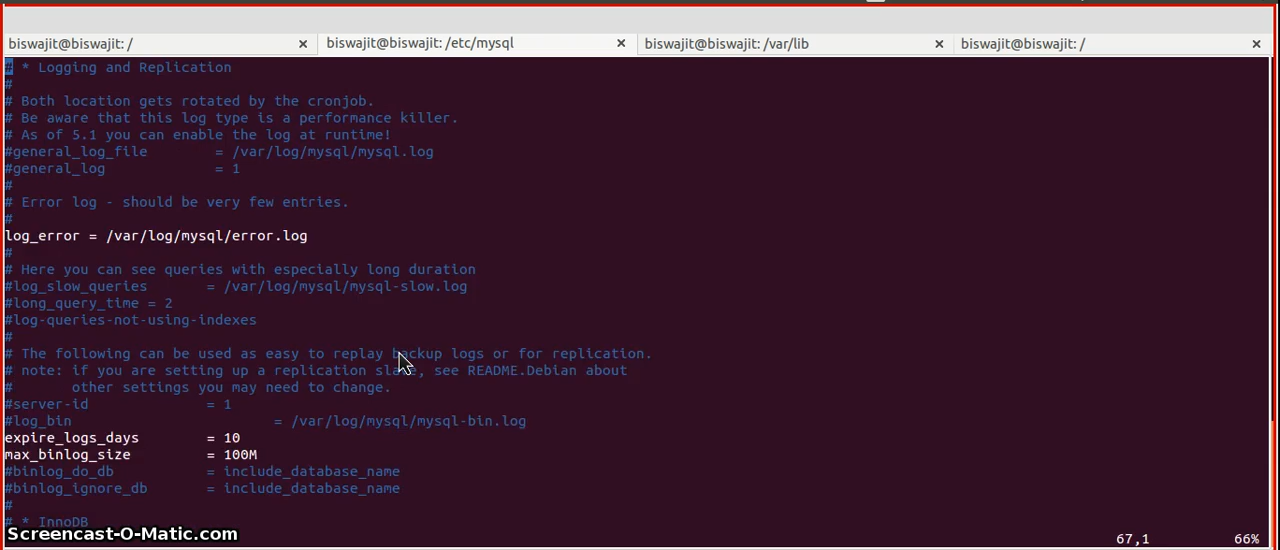 biswajit@biswajit: /
biswajit@biswajit: /etc/mysql
biswajit@biswajit: /var/lib
biswajit@biswajit: /
# * Logging and Replication
#
# Both location gets rotated by the cronjob.
# Be aware that this log type is a performance killer.
# As of 5.1 you can enable the log at runtime!
#general_log_file        = /var/log/mysql/mysql.log
#general_log             = 1
#
# Error log - should be very few entries.
#
log_error = /var/log/mysql/error.log
#
# Here you can see queries with especially long duration
#log_slow_queries       = /var/log/mysql/mysql-slow.log
#long_query_time = 2
#log-queries-not-using-indexes
#
# The following can be used as easy to replay backup logs or for replication.
# note: if you are setting up a replication slave, see README.Debian about
#       other settings you may need to change.
#server-id              = 1
#log_bin                        = /var/log/mysql/mysql-bin.log
expire_logs_days        = 10
max_binlog_size         = 100M
#binlog_do_db           = include_database_name
#binlog_ignore_db       = include_database_name
#
# * InnoDB
Screencast-O-Matic.com
67,1          66%